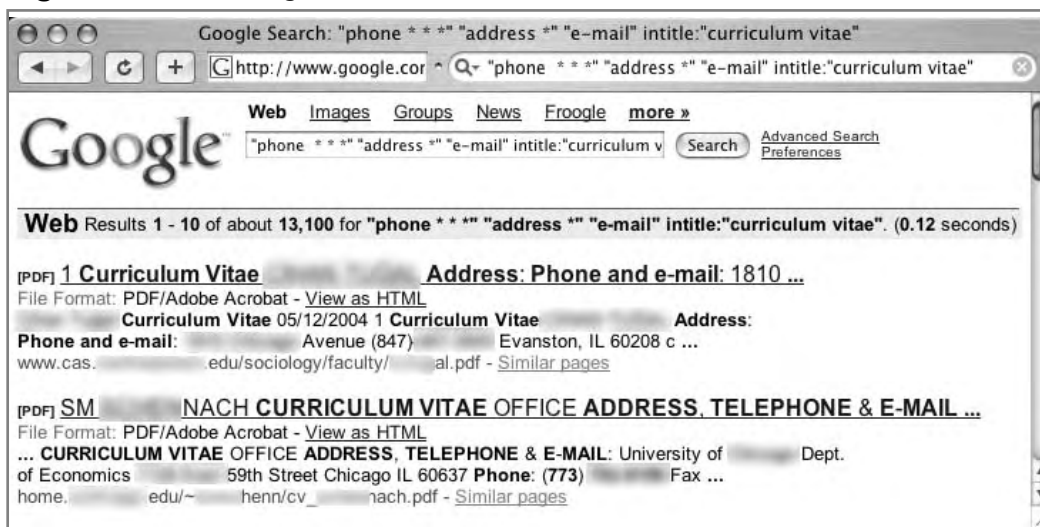 Google Search: "phone * * *" "address *" "e-mail" intitle:"curriculum vitae"
G http://www.google.cor "phone * * *" "address *" "e-mail" intitle:"curriculum vitae"
Web Images Groups News Froogle more »
Google
"phone * * *" "address *" "e-mail" intitle:"curriculum v Search Advanced Search
Preferences
Web Results 1 - 10 of about 13,100 for "phone * * *" "address *" "e-mail" intitle:"curriculum vitae". (0.12 seconds)
[PDF] 1 Curriculum Vitae Address: Phone and e-mail: 1810 ...
File Format: PDF/Adobe Acrobat - View as HTML
Curriculum Vitae 05/12/2004 1 Curriculum Vitae Address:
Phone and e-mail: Avenue (847) Evanston, IL 60208 c ...
www.cas. .edu/sociology/faculty/ al.pdf - Similar pages
[PDF] SM NACH CURRICULUM VITAE OFFICE ADDRESS, TELEPHONE & E-MAIL ...
File Format: PDF/Adobe Acrobat - View as HTML
... CURRICULUM VITAE OFFICE ADDRESS, TELEPHONE & E-MAIL: University of Dept.
of Economics 59th Street Chicago IL 60637 Phone: (773) Fax ...
home. edu/~ henn/cv_ nach.pdf - Similar pages